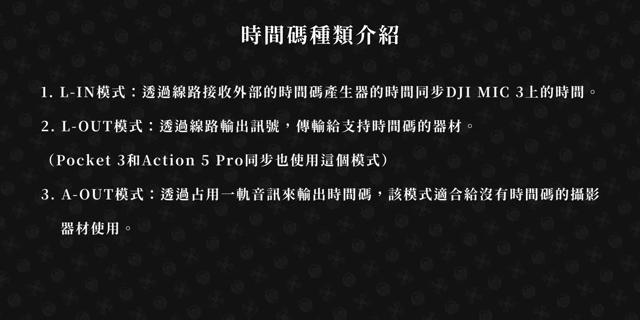 時間碼種類介紹
1. L-IN模式：透過線路接收外部的時間碼產生器的時間同步DJI MIC 3上的時間。
2. L-OUT模式：透過線路輸出訊號，傳輸給支持時間碼的器材。
（Pocket 3和Action 5 Pro同步也使用這個模式）
3. A-OUT模式：透過占用一軌音訊來輸出時間碼，該模式適合給沒有時間碼的攝影
器材使用。